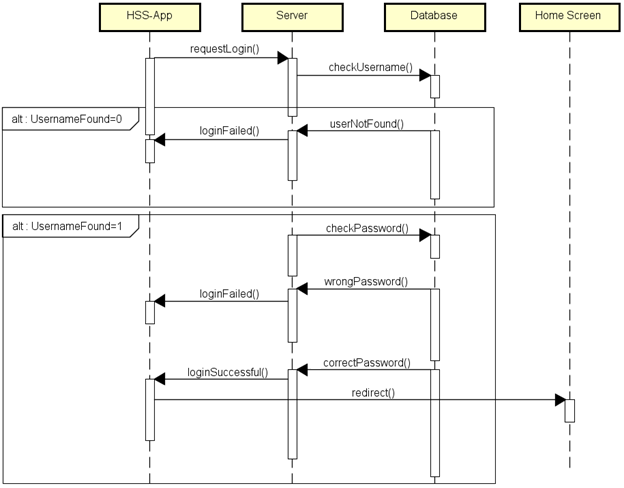 HSS-App
Server
Database
Home Screen
requestLogin()
checkUsername()
alt : UsernameFound=0
userNotFound()
loginFailed()
alt : UsernameFound=1
checkPassword()
wrongPassword()
loginFailed()
correctPassword()
loginSuccessful()
redirect()